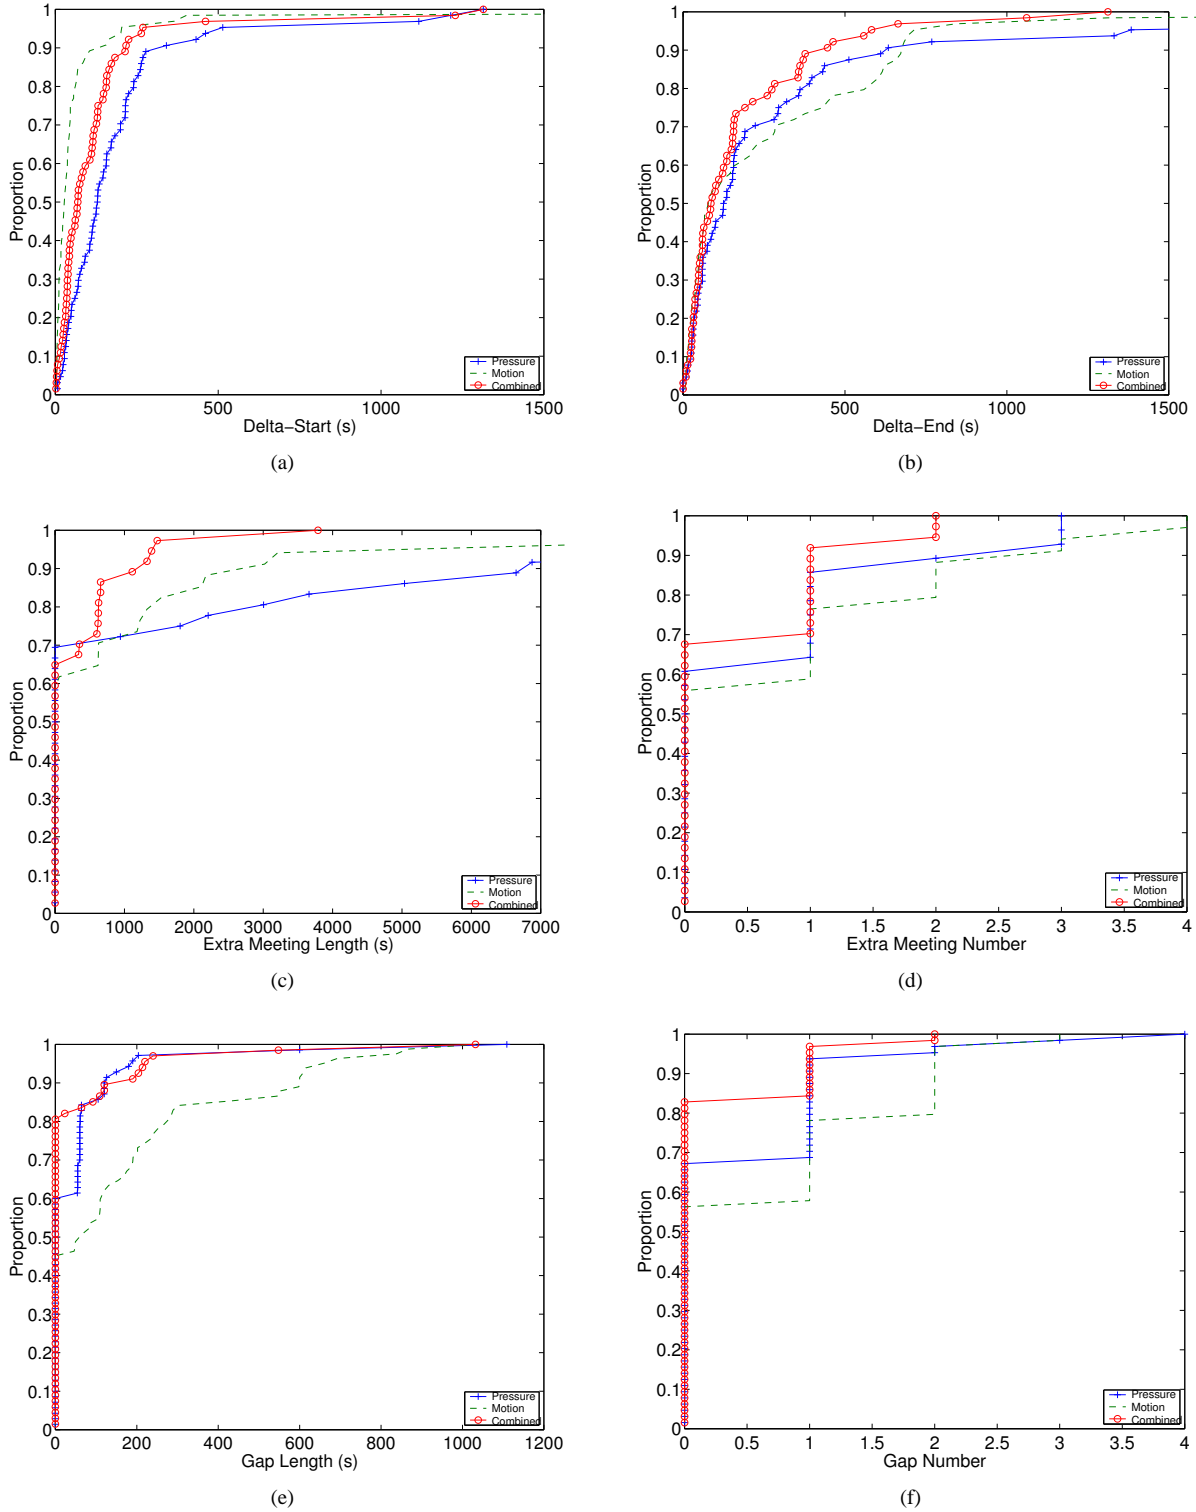 1
0.9
0.8
0.7
0.6
0.5
0.4
0.3
0.2
0.1
0
Proportion
Pressure
Motion
Combined
0 500 1000 1500
Delta−Start (s)
(a)
1
0.9
0.8
0.7
0.6
0.5
0.4
0.3
0.2
0.1
0
Proportion
Pressure
Motion
Combined
0 500 1000 1500
Delta−End (s)
(b)
1
0.9
0.8
0.7
0.6
0.5
0.4
0.3
0.2
0.1
0
Proportion
Pressure
Motion
Combined
0 1000 2000 3000 4000 5000 6000 7000
Extra Meeting Length (s)
(c)
1
0.9
0.8
0.7
0.6
0.5
0.4
0.3
0.2
0.1
0
Proportion
Pressure
Motion
Combined
0 0.5 1 1.5 2 2.5 3 3.5 4
Extra Meeting Number
(d)
1
0.9
0.8
0.7
0.6
0.5
0.4
0.3
0.2
0.1
0
Proportion
Pressure
Motion
Combined
0 200 400 600 800 1000 1200
Gap Length (s)
(e)
1
0.9
0.8
0.7
0.6
0.5
0.4
0.3
0.2
0.1
0
Proportion
Pressure
Motion
Combined
0 0.5 1 1.5 2 2.5 3 3.5 4
Gap Number
(f)